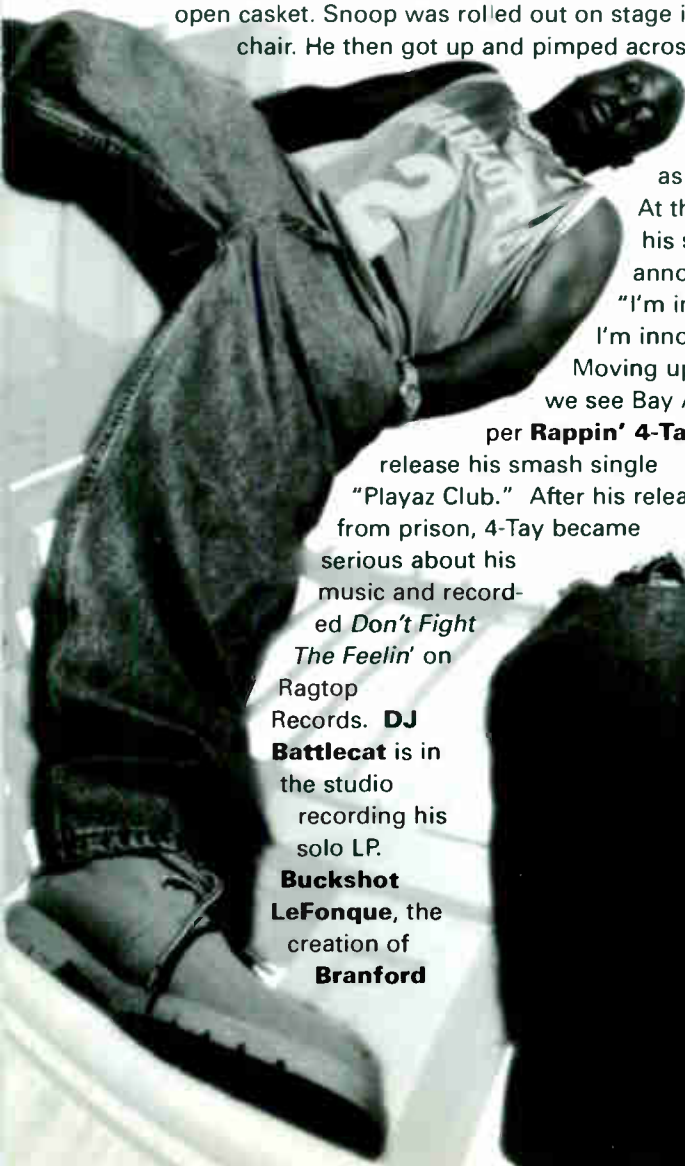 open casket. Snoop was rolled out on stage i
chair. He then got up and pimped acros
as
At th
his s
anno
"I'm in
I'm inno
Moving up
we see Bay A
per Rappin' 4-Ta
release his smash single
"Playaz Club." After his relea
from prison, 4-Tay became
serious about his
music and record-
ed Don't Fight
The Feelin' on
Ragtop
Records. DJ
Battlecat is in
the studio
recording his
solo LP.
Buckshot
LeFonque, the
creation of
Branford
2